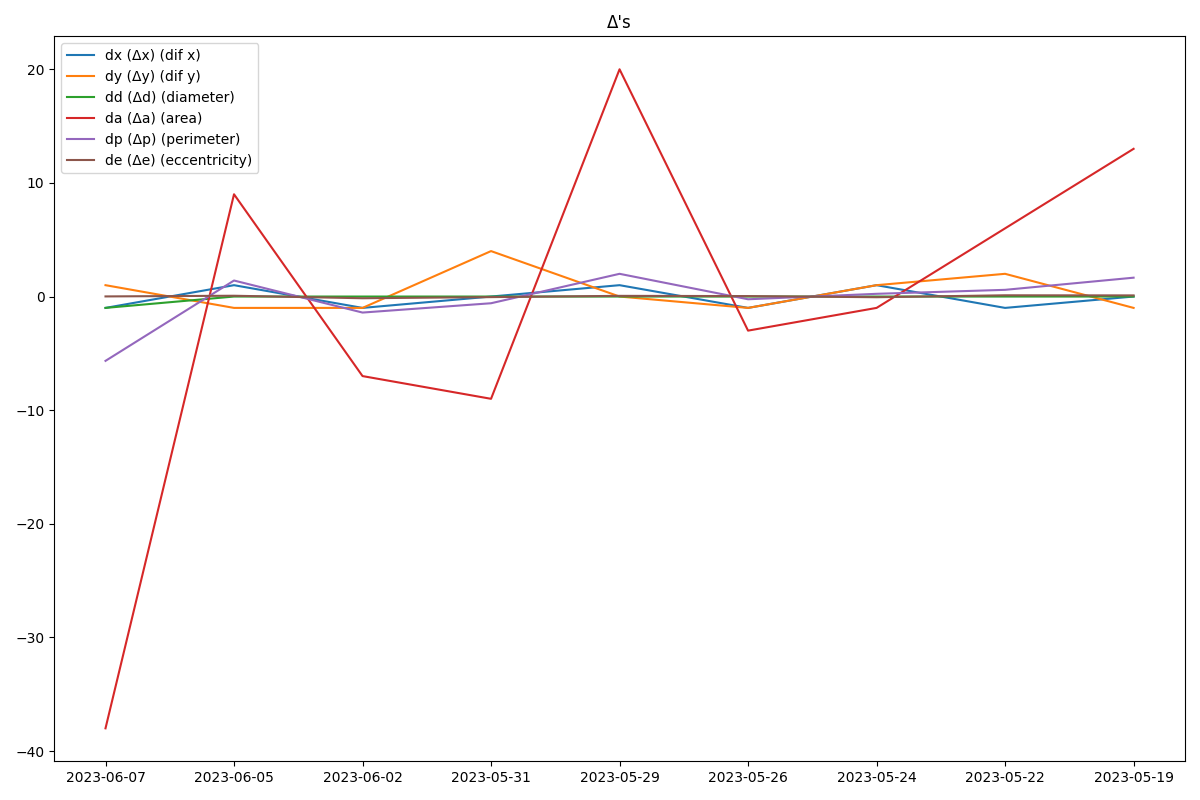 Δ's
dx (Δx) (dif x)
dy (Δy) (dif y)
dd (Δd) (diameter)
da (Δa) (area)
dp (Δp) (perimeter)
de (Δe) (eccentricity)
20
10
0
−10
−20
−30
−40
2023-06-07 2023-06-05 2023-06-02 2023-05-31 2023-05-29 2023-05-26 2023-05-24 2023-05-22 2023-05-19